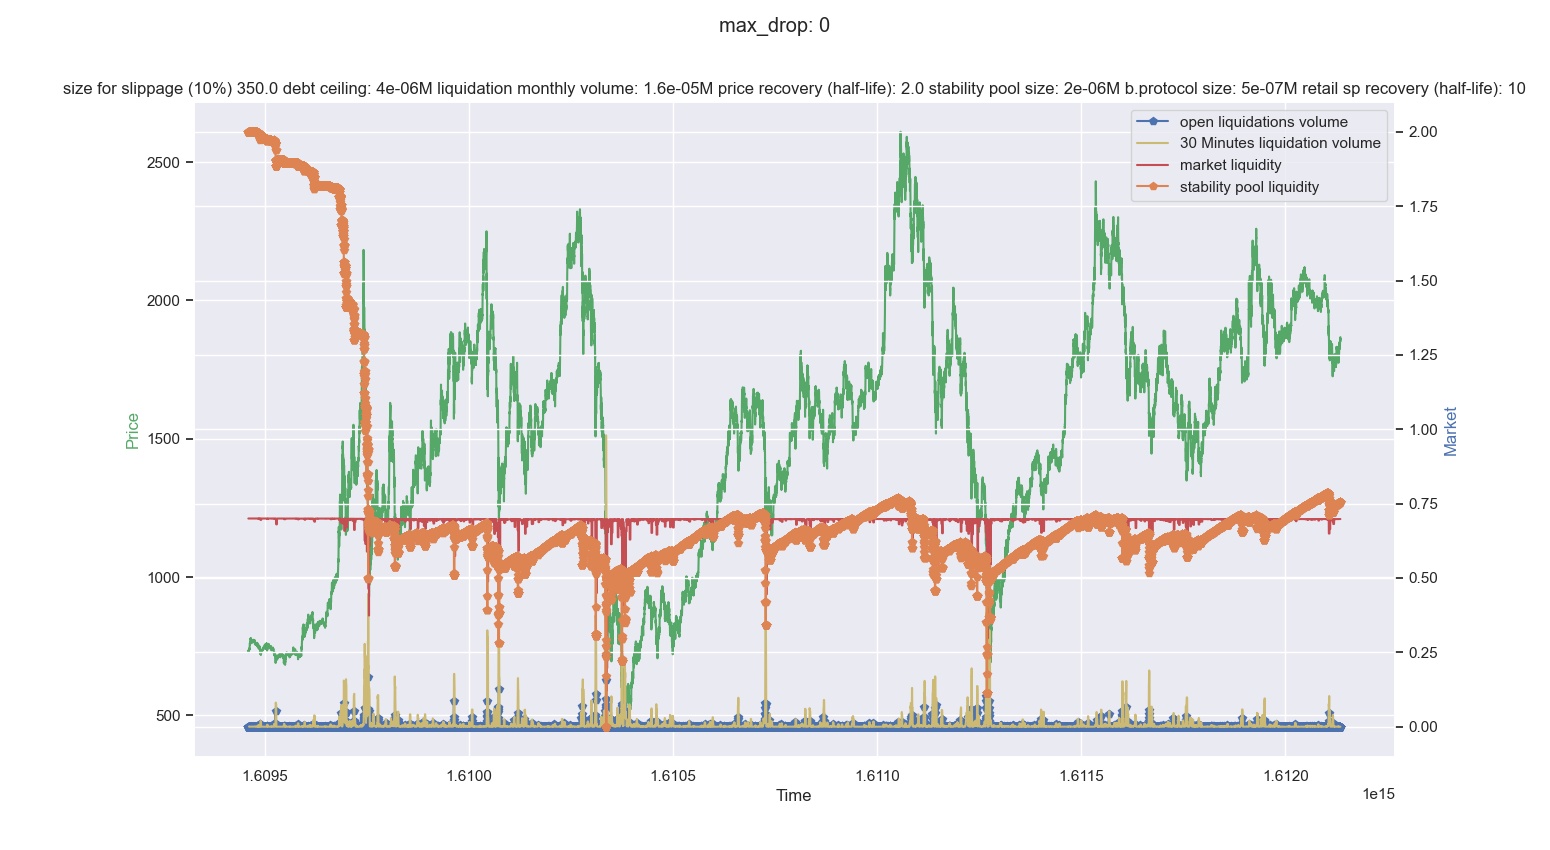 max_drop: 0
size for slippage (10%) 350.0 debt ceiling: 4e-06M liquidation monthly volume: 1.6e-05M price recovery (half-life): 2.0 stability pool size: 2e-06M b.protocol size: 5e-07M retail sp recovery (half-life): 10
open liquidations volume
30 Minutes liquidation volume
market liquidity
stability pool liquidity
2500
2000
1500
1000
500
Price
2.00
1.75
1.50
1.25
1.00
0.75
0.50
0.25
0.00
Market
1.6095
1.6100
1.6105
1.6110
1.6115
1.6120
1e15
Time